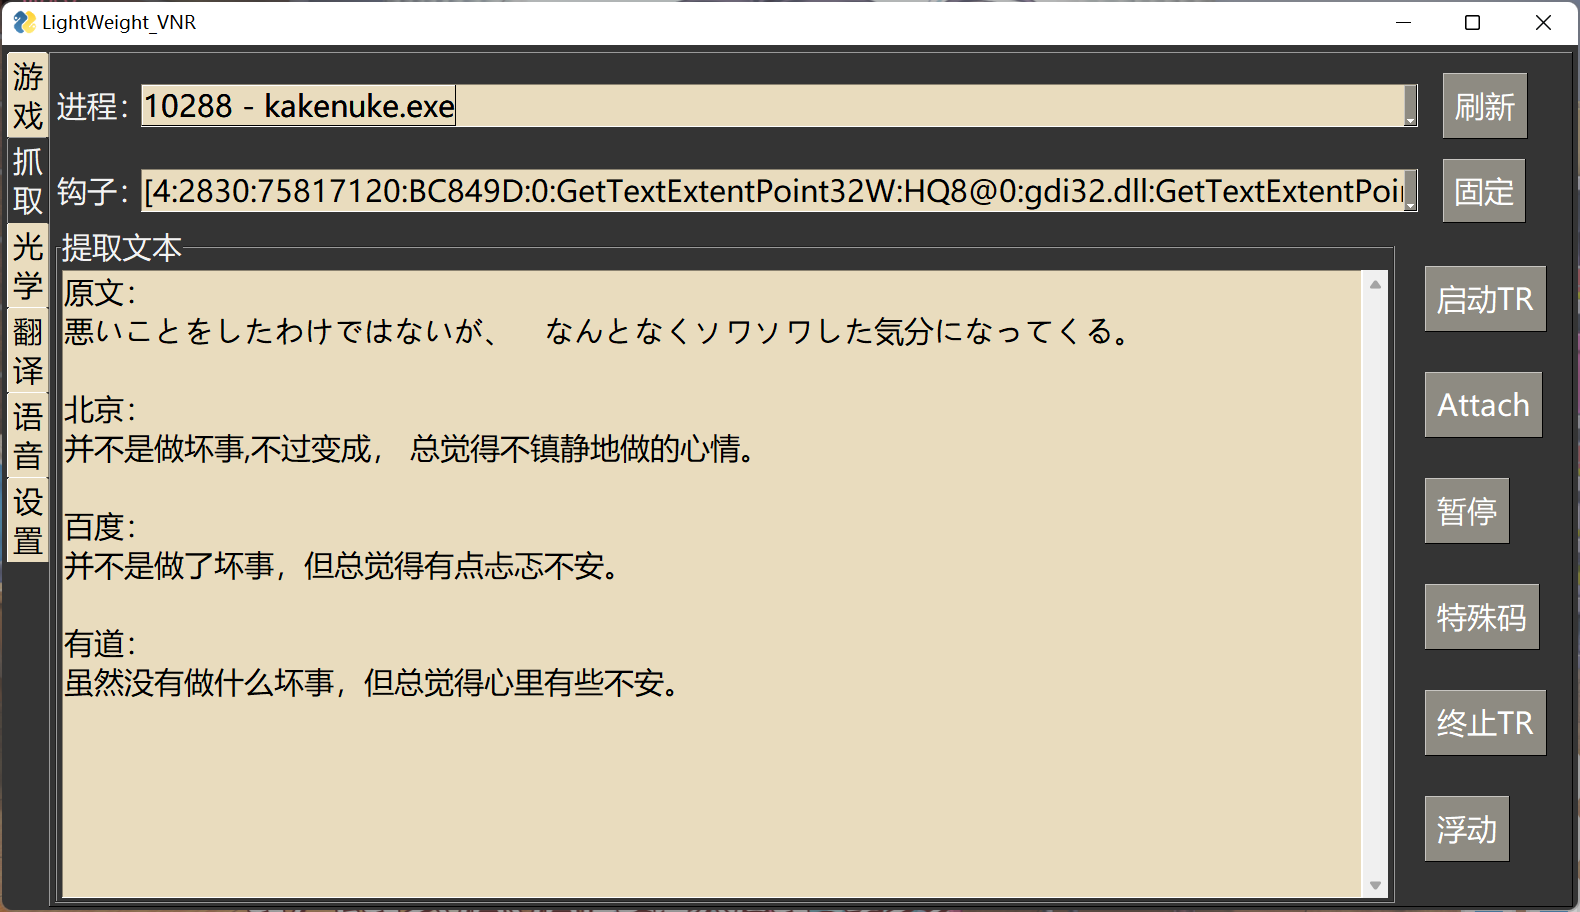 LightWeight_VNR
游戏
抓取
光学
翻译
语音
设置
进程：
10288 - kakenuke.exe
刷新
钩子：
[4:2830:75817120:BC849D:0:GetTextExtentPoint32W:HQ8@0:gdi32.dll:GetTextExtentPoi
固定
提取文本
原文：
悪いことをしたわけではないが、　なんとなくソワソワした気分になってくる。
北京：
并不是做坏事,不过变成， 总觉得不镇静地做的心情。
百度：
并不是做了坏事，但总觉得有点忐忑不安。
有道：
虽然没有做什么坏事，但总觉得心里有些不安。
启动TR
Attach
暂停
特殊码
终止TR
浮动